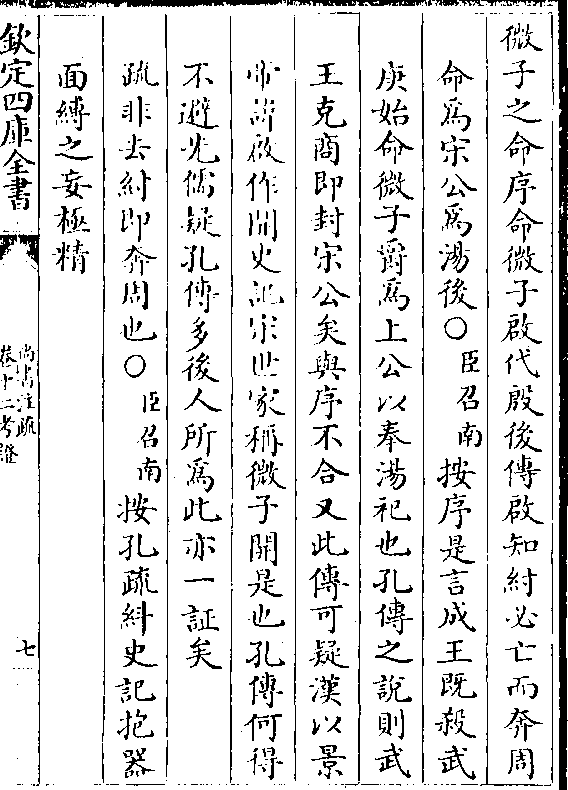 微子之命序命微子啟代殷後傳啟知紂必亡而奔周
命爲宋公爲湯後○臣召南按序是言成王既殺武
庚始命微子爵爲上公以奉湯祀也孔傳之說則武
王克商即封宋公矣與序不合又此傳可疑漢以景
帝諱啟作開史記宋世家稱微子開是也孔傳何得
不避先儒疑孔傳多後人所爲此亦一証矣
疏非去紂即奔周也○臣召南按孔疏糾史記抱器
面縛之妄極精
欽定四庫全書
尚書注疏
卷十二考證
七